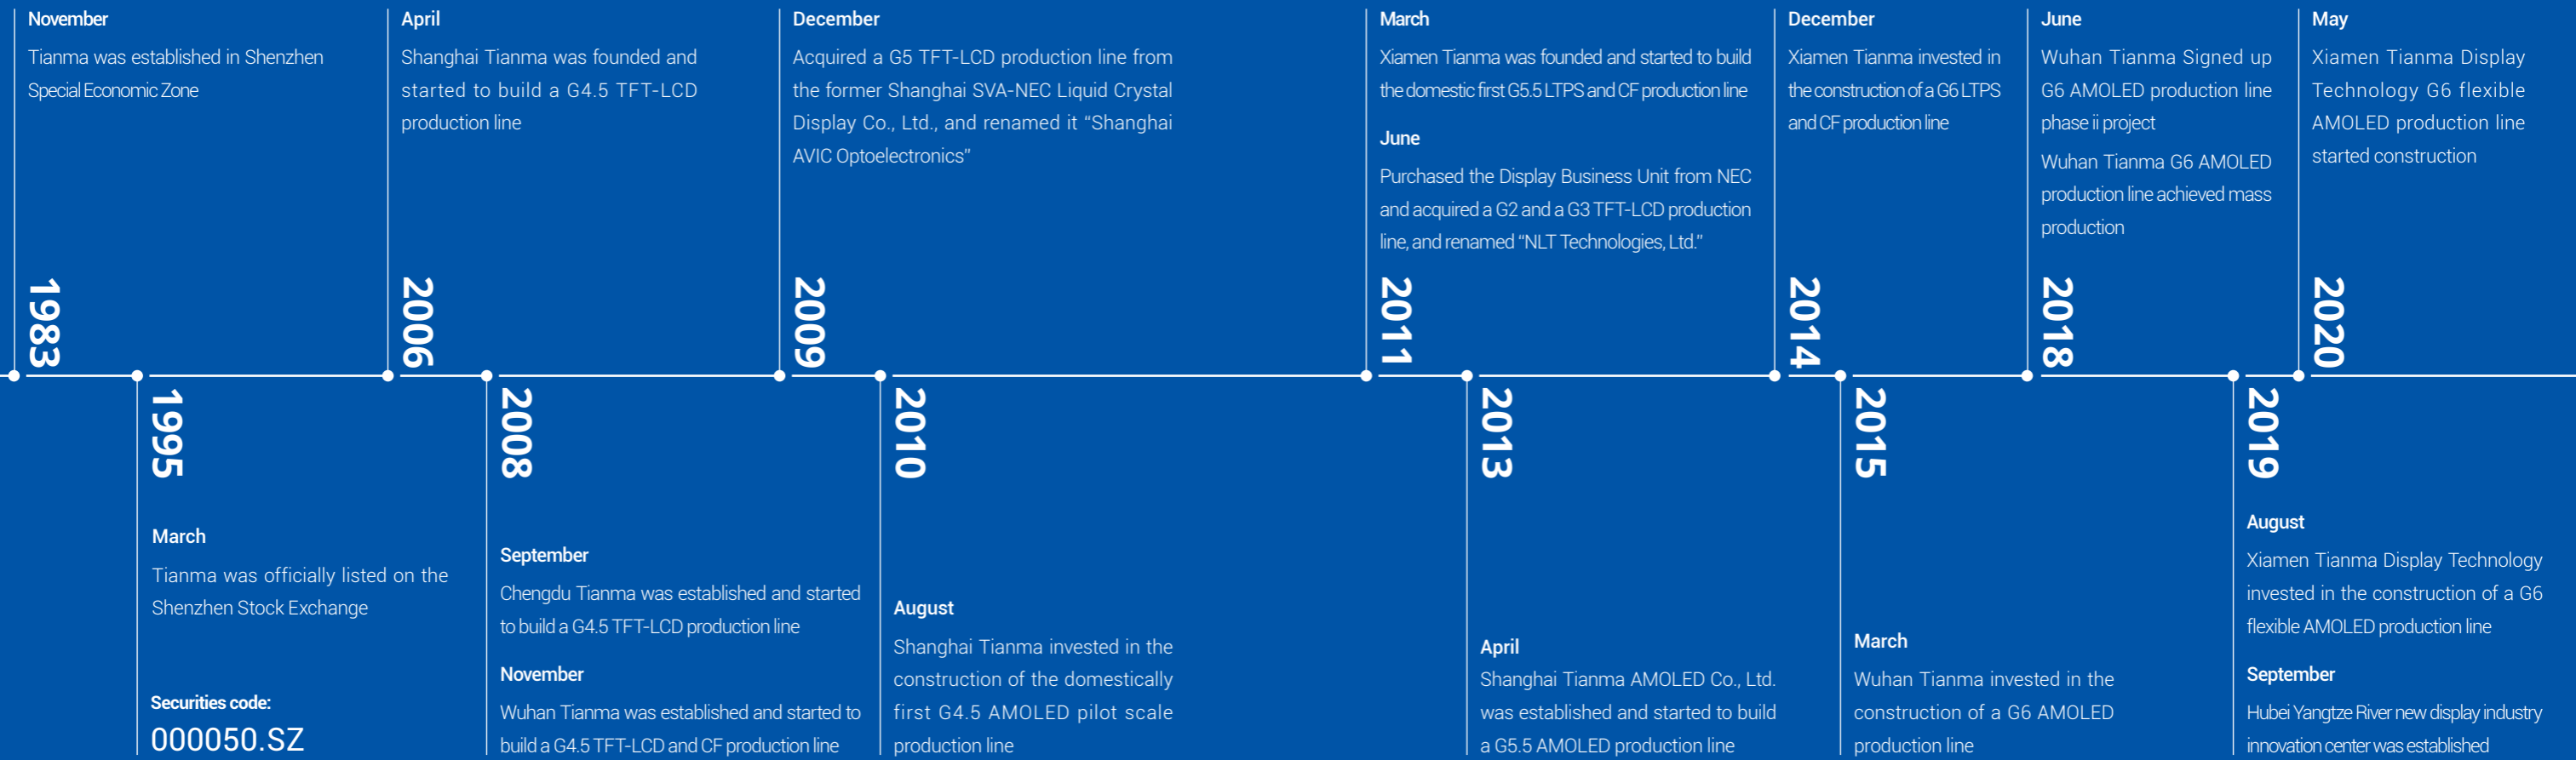 November
Tianma was established in Shenzhen
Special Economic Zone
1983
March
Tianma was officially listed on the
Shenzhen Stock Exchange
Securities code:
000050.SZ
1995
April
Shanghai Tianma was founded and
started to build a G4.5 TFT-LCD
production line
2006
2008
September
Chengdu Tianma was established and started
to build a G4.5 TFT-LCD production line
November
Wuhan Tianma was established and started to
build a G4.5 TFT-LCD and CF production line
December
Acquired a G5 TFT-LCD production line from
the former Shanghai SVA-NEC Liquid Crystal
Display Co., Ltd., and renamed it “Shanghai
AVIC Optoelectronics”
2009
2010
August
Shanghai Tianma invested in the
construction of the domestically
first G4.5 AMOLED pilot scale
production line
March
Xiamen Tianma was founded and started to build
the domestic first G5.5 LTPS and CF production line
June
Purchased the Display Business Unit from NEC
and acquired a G2 and a G3 TFT-LCD production
line, and renamed “NLT Technologies, Ltd.”
2011
2013
April
Shanghai Tianma AMOLED Co., Ltd.
was established and started to build
a G5.5 AMOLED production line
December
Xiamen Tianma invested in
the construction of a G6 LTPS
and CF production line
2014
2015
March
Wuhan Tianma invested in the
construction of a G6 AMOLED
production line
June
Wuhan Tianma Signed up
G6 AMOLED production line
phase ii project
Wuhan Tianma G6 AMOLED
production line achieved mass
production
2018
2019
August
Xiamen Tianma Display Technology
invested in the construction of a G6
flexible AMOLED production line
September
Hubei Yangtze River new display industry
innovation center was established
May
Xiamen Tianma Display
Technology G6 flexible
AMOLED production line
started construction
2020